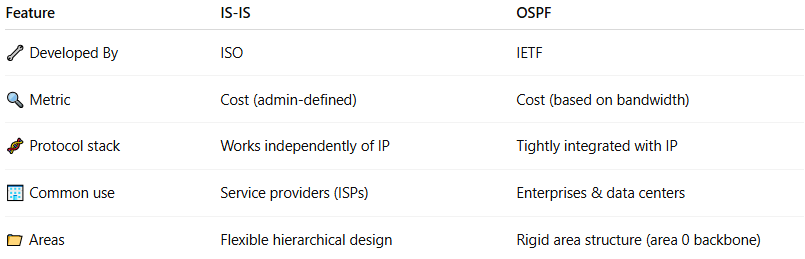 Feature IS-IS OSPF
Developed By ISO IETF
Metric Cost (admin-defined) Cost (based on bandwidth)
Protocol stack Works independently of IP Tightly integrated with IP
Common use Service providers (ISPs) Enterprises & data centers
Areas Flexible hierarchical design Rigid area structure (area 0 backbone)